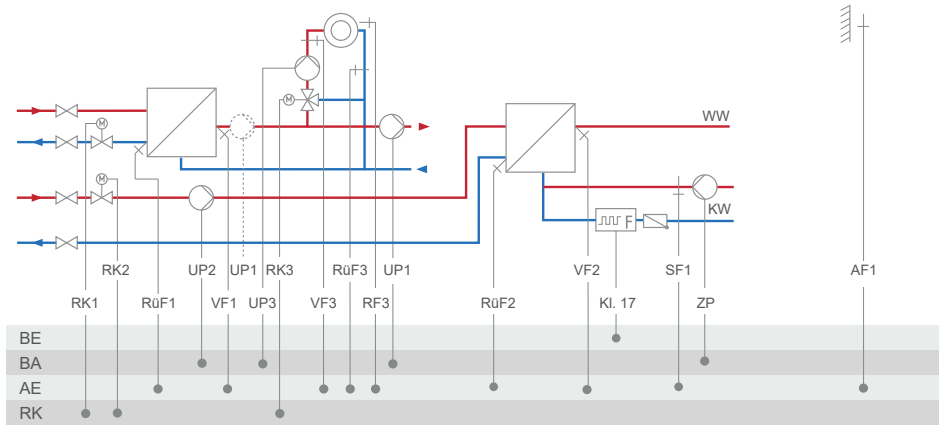 M
M
M
WW
F
KW
RK2 UP2 UP1 RK3 RüF3 UP1 VF2 SF1 AF1
RK1 RüF1 VF1 UP3 VF3 RF3 RüF2 Kl. 17 ZP
BE
BA
AE
RK